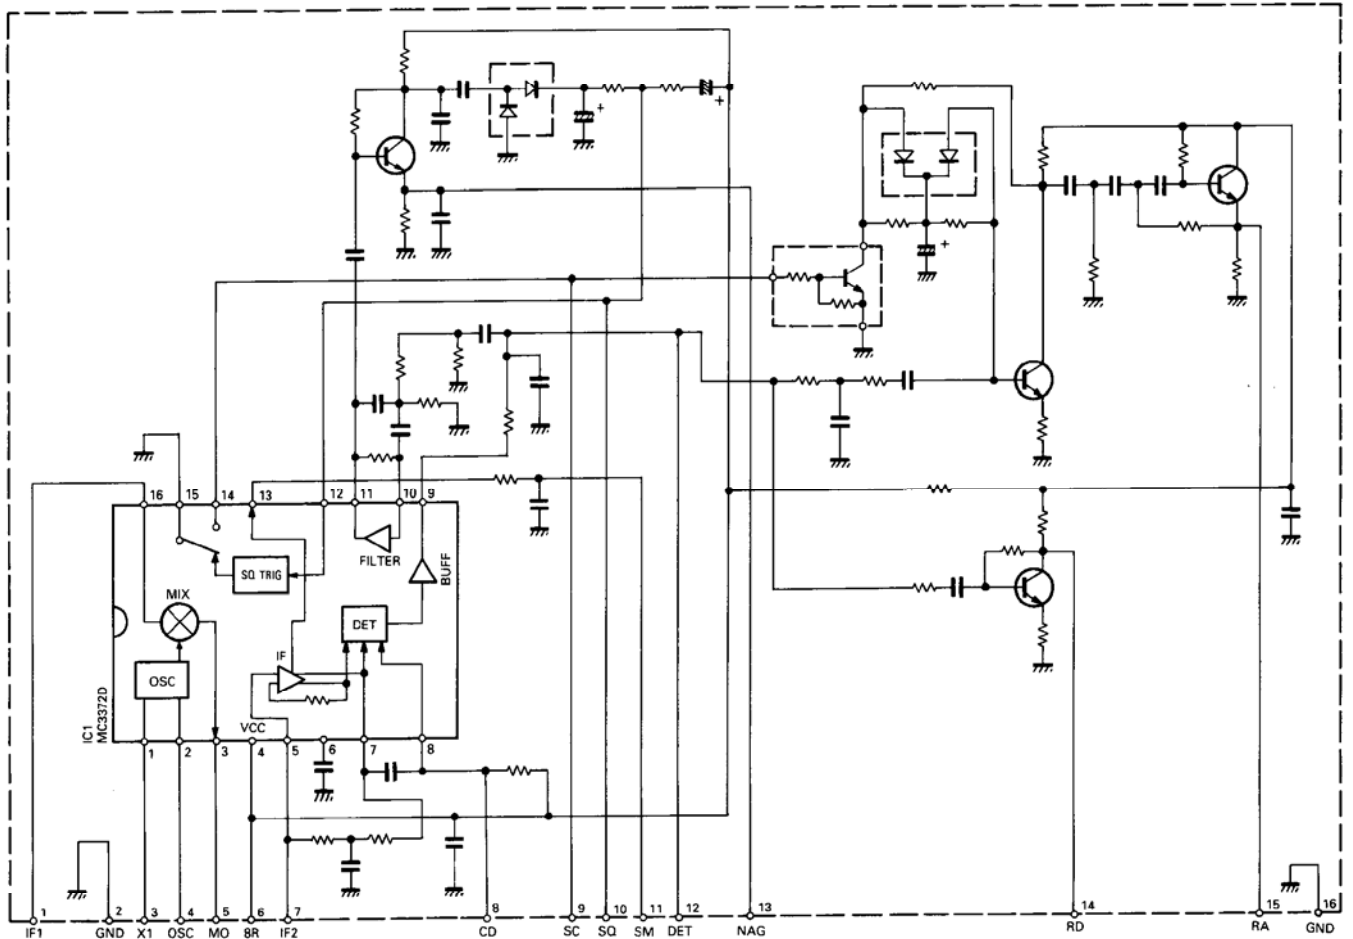 +
+
+
16 15 14 13 12 11 10 9
FILTER
BUFF
SQ TRIG
MIX
DET
OSC
IF
IC1
MC3372D
VCC
1 2 3 4 5 6 7 8
1 2 3 4 5 6 7 8 9 10 11 12 13 14 15 16
IF1 GND X1 OSC MO 8R IF2 CD SC SQ SM DET NAG RD RA GND